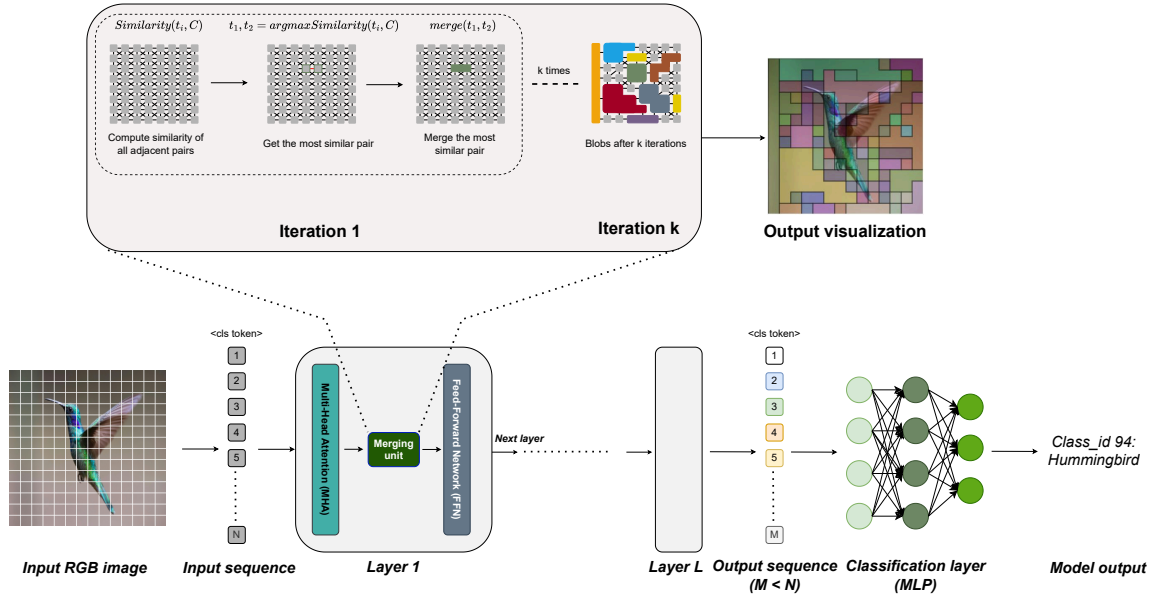 Similarity(t_i, C)
t_1, t_2 = argmaxSimilarity(t_i, C)
merge(t_1, t_2)
k times
Compute similarity of
all adjacent pairs
Get the most similar pair
Merge the most
similar pair
Blobs after k iterations
Iteration 1
Iteration k
Output visualization
<cls token>
1
2
3
4
5
N
Multi-Head Attention (MHA)
Merging
unit
Feed-Forward Network (FFN)
Next layer
<cls token>
1
2
3
4
5
M
Class_id 94:
Hummingbird
Input RGB image
Input sequence
Layer 1
Layer L
Output sequence
(M < N)
Classification layer
(MLP)
Model output